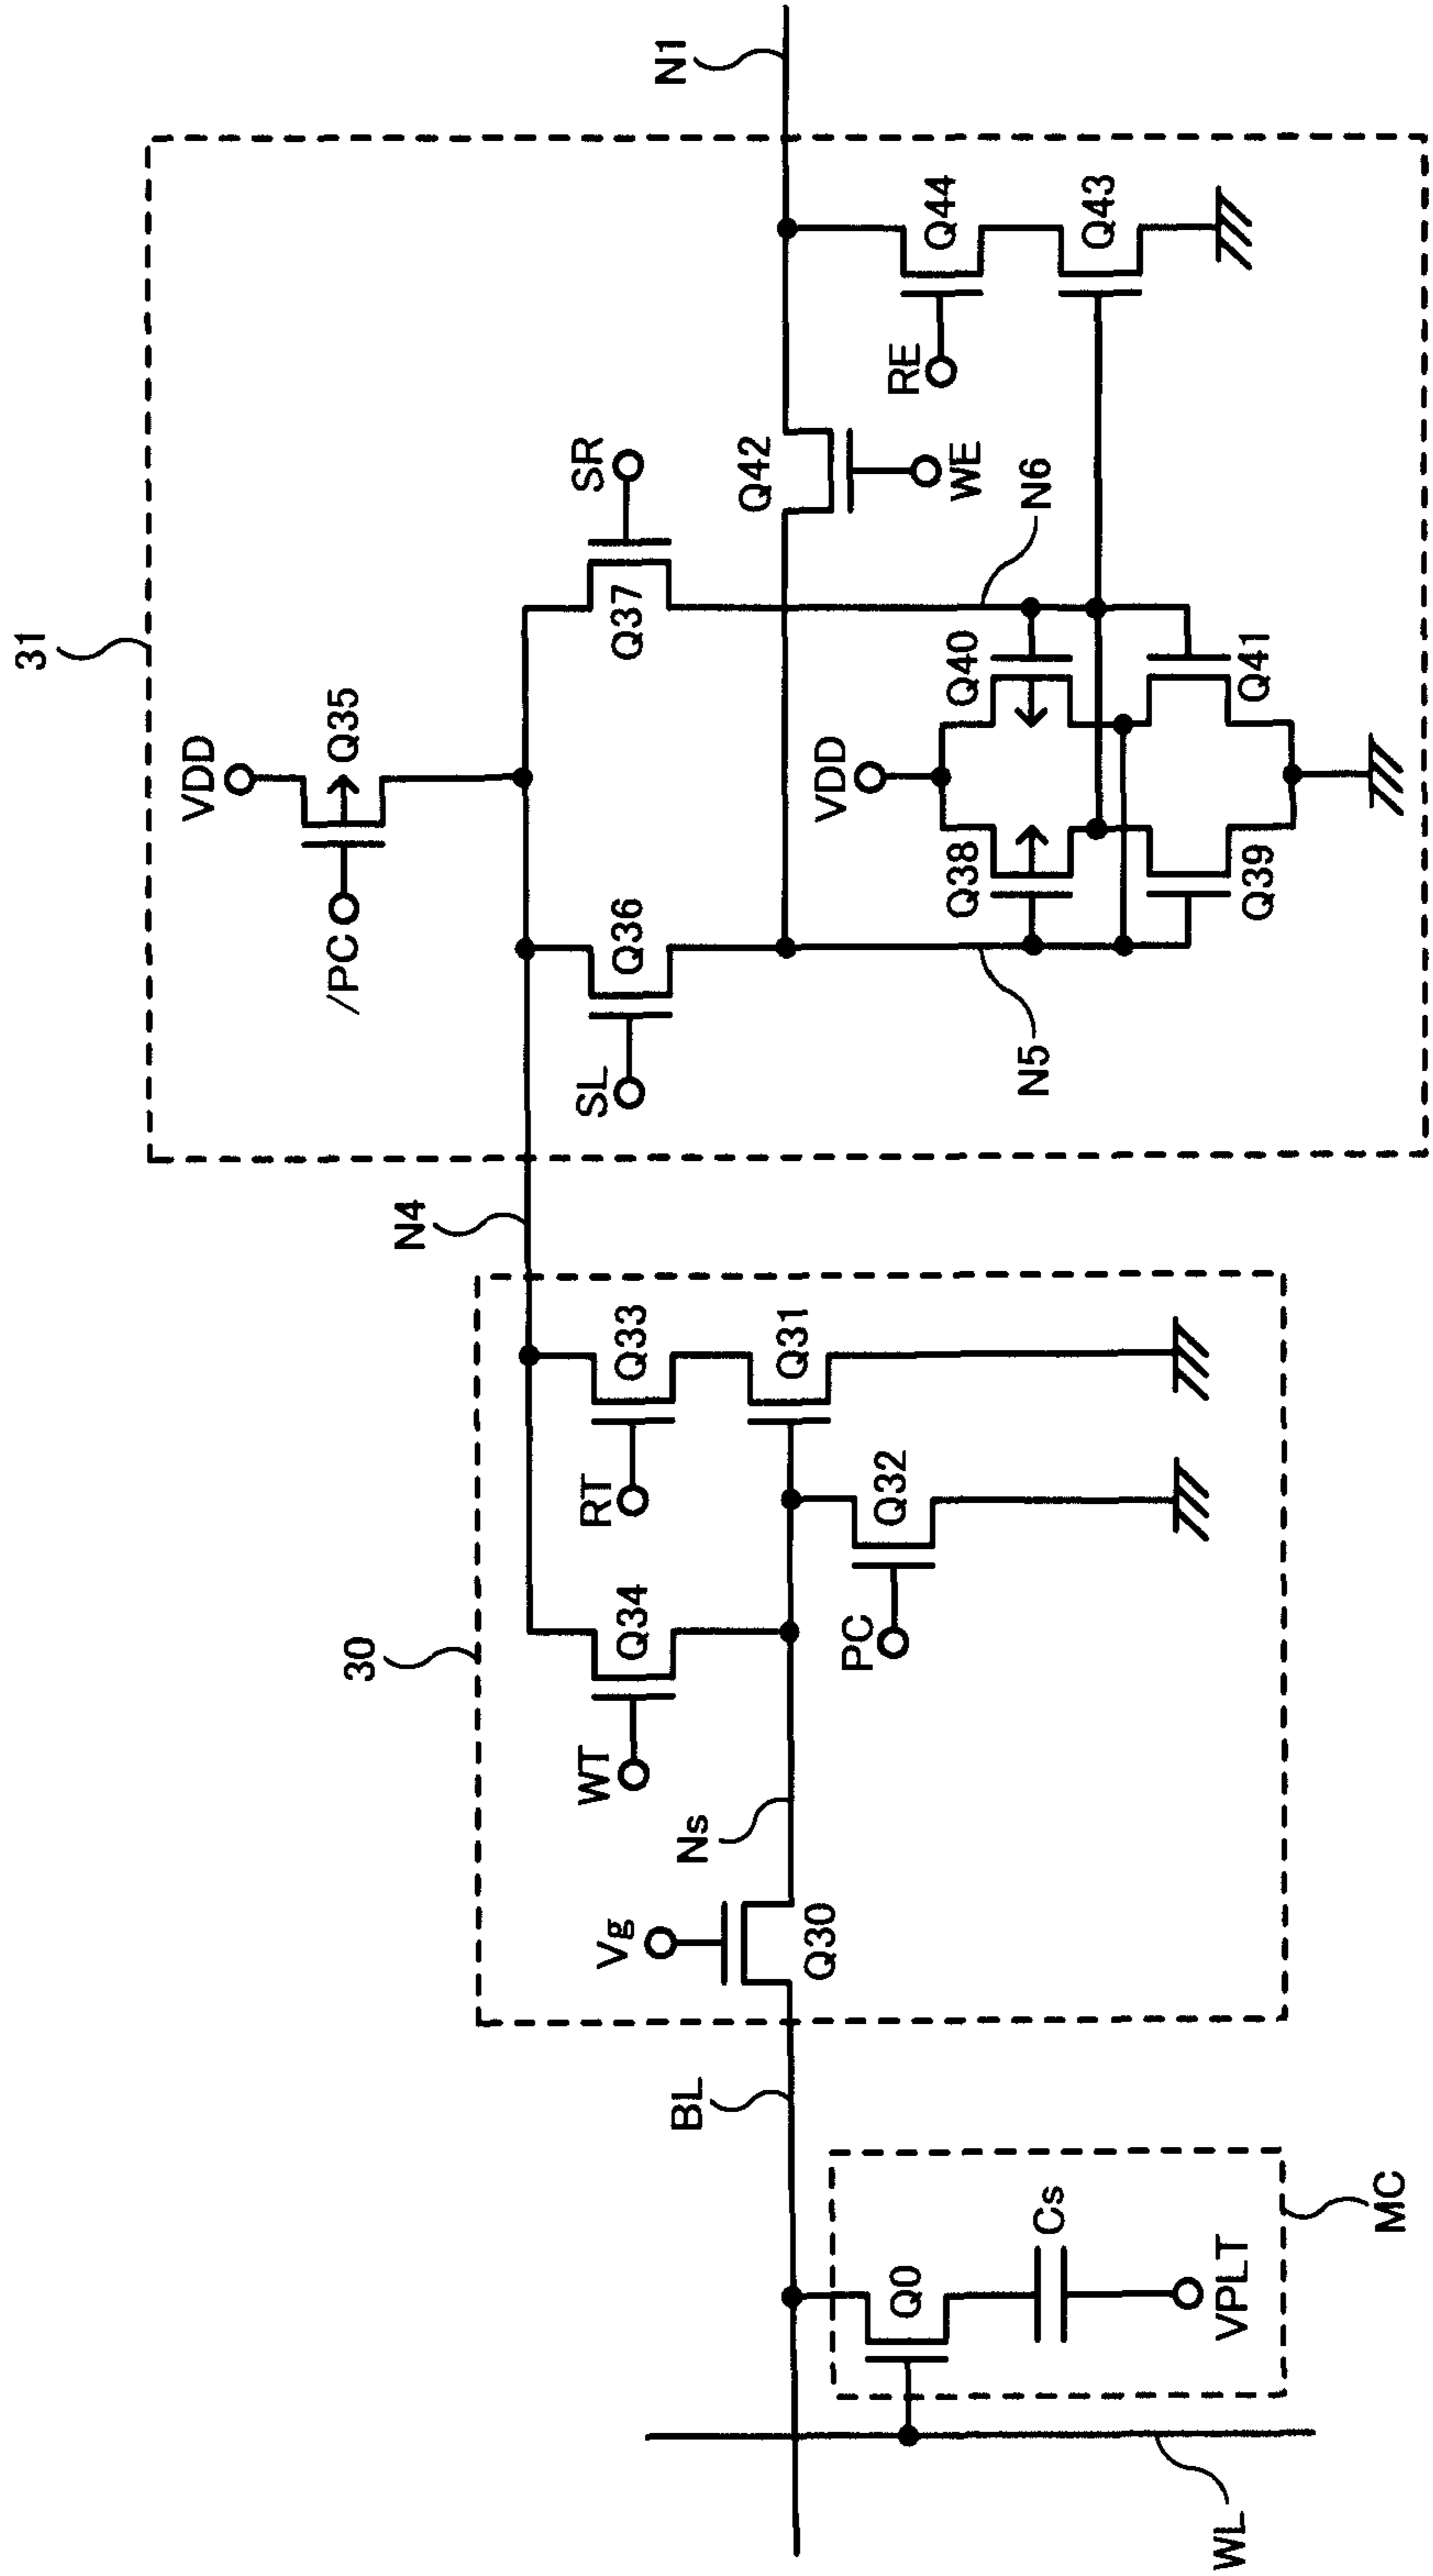 31
VDD
/PC
Q35
SR
Q37
SL
Q36
N1
Q42
WE
RE
Q44
Q43
N6
N5
VDD
Q38
Q40
Q39
Q41
N4
30
WT
Q34
RT
Q33
Q31
Ns
PC
Q32
Vg
Q30
BL
Q0
Cs
VPLT
MC
WL